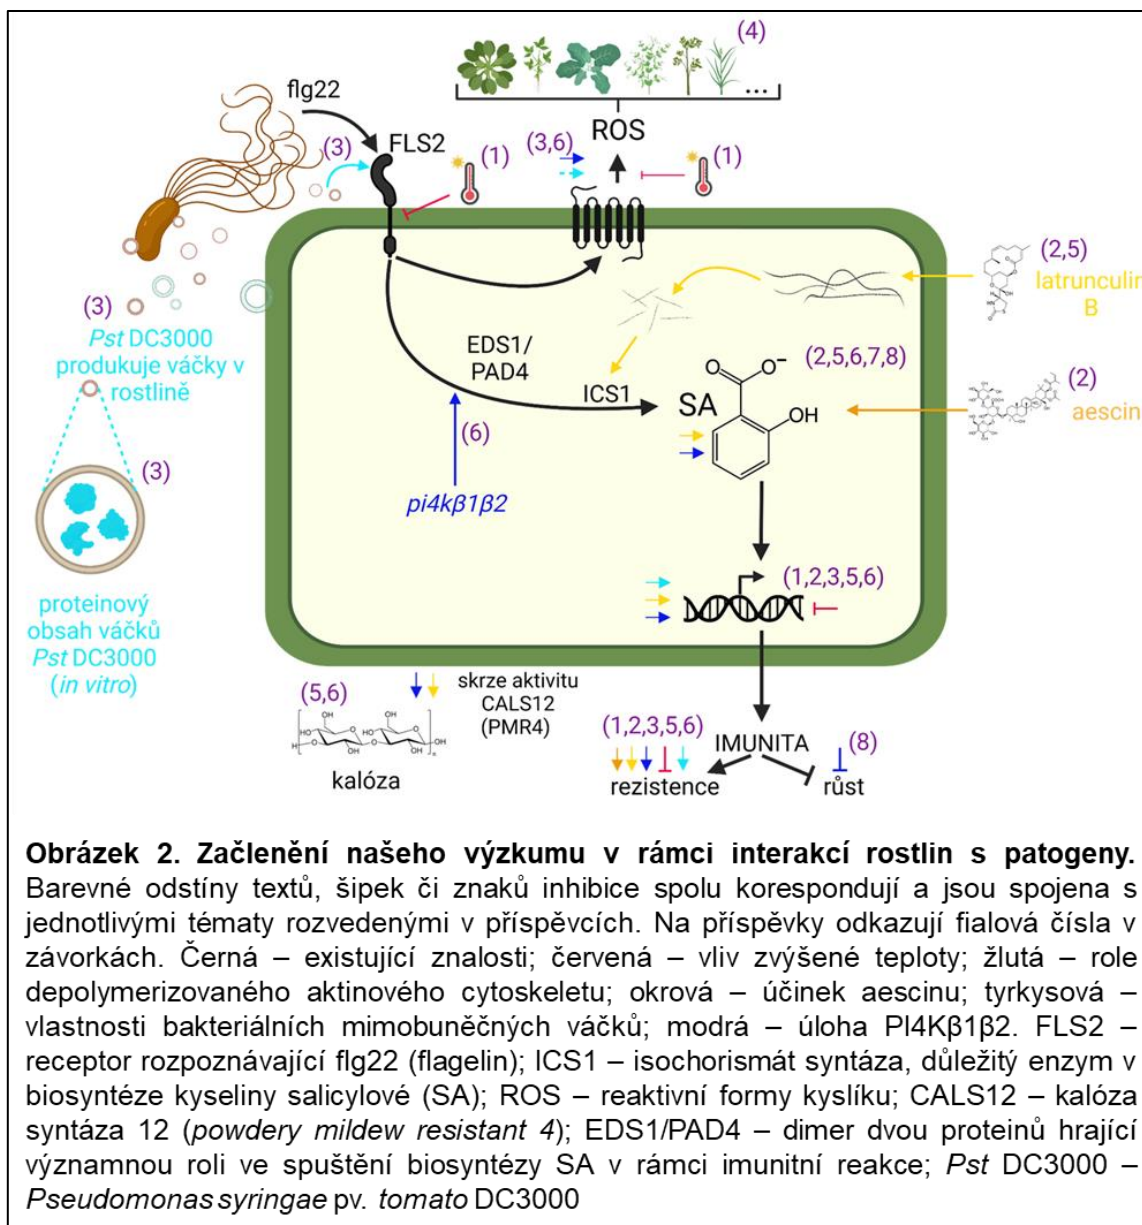 (4)
...
flg22
ROS
FLS2
(3)
(1)
(3,6)
(1)
(2,5)
latrunculin
B
(3)
Pst DC3000
produkuje váčky v
rostlině
EDS1/
PAD4
ICS1
SA
O
O
OH
(2,5,6,7,8)
(2)
aescin
(6)
pi4kβ1β2
(3)
proteinový
obsah váčků
Pst DC3000
(in vitro)
(1,2,3,5,6)
(5,6)
skrze aktivitu
CALS12
(PMR4)
kalóza
(1,2,3,5,6)
IMUNITA
(8)
rezistence
růst
Obrázek 2. Začlenění našeho výzkumu v rámci interakcí rostlin s patogeny.
Barevné odstíny textů, šipek či znaků inhibice spolu korespondují a jsou spojena s
jednotlivými tématy rozvedenými v příspěvcích. Na příspěvky odkazují fialová čísla v
závorkách. Černá – existující znalosti; červená – vliv zvýšené teploty; žlutá – role
depolymerizovaného aktinového cytoskeletu; okrová – účinek aescinu; tyrkysová –
vlastnosti bakteriálních mimobuněčných váčků; modrá – úloha PI4Kβ1β2. FLS2 –
receptor rozpoznávající flg22 (flagelin); ICS1 – isochorismát syntáza, důležitý enzym v
biosyntéze kyseliny salicylové (SA); ROS – reaktivní formy kyslíku; CALS12 – kalóza
syntáza 12 (powdery mildew resistant 4); EDS1/PAD4 – dimer dvou proteinů hrající
významnou roli ve spuštění biosyntézy SA v rámci imunitní reakce; Pst DC3000 –
Pseudomonas syringae pv. tomato DC3000